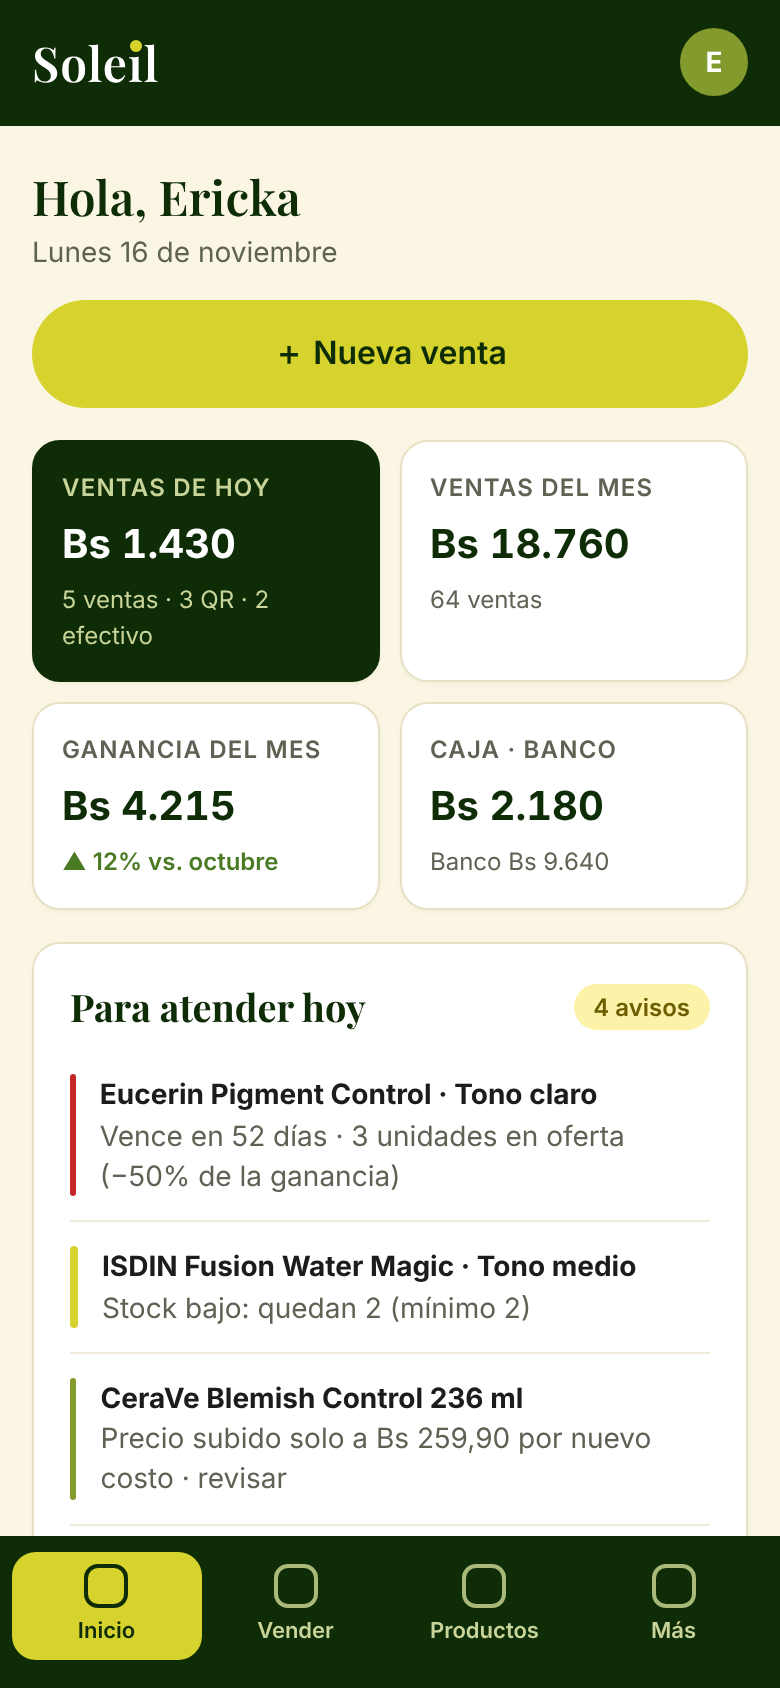 Soleil
E
Hola, Ericka
Lunes 16 de noviembre
+ Nueva venta
VENTAS DE HOY
Bs 1.430
5 ventas · 3 QR · 2
efectivo
VENTAS DEL MES
Bs 18.760
64 ventas
GANANCIA DEL MES
Bs 4.215
▲ 12% vs. octubre
CAJA · BANCO
Bs 2.180
Banco Bs 9.640
Para atender hoy
4 avisos
Eucerin Pigment Control · Tono claro
Vence en 52 días · 3 unidades en oferta
(−50% de la ganancia)
ISDIN Fusion Water Magic · Tono medio
Stock bajo: quedan 2 (mínimo 2)
CeraVe Blemish Control 236 ml
Precio subido solo a Bs 259,90 por nuevo
costo · revisar
Inicio
Vender
Productos
Más